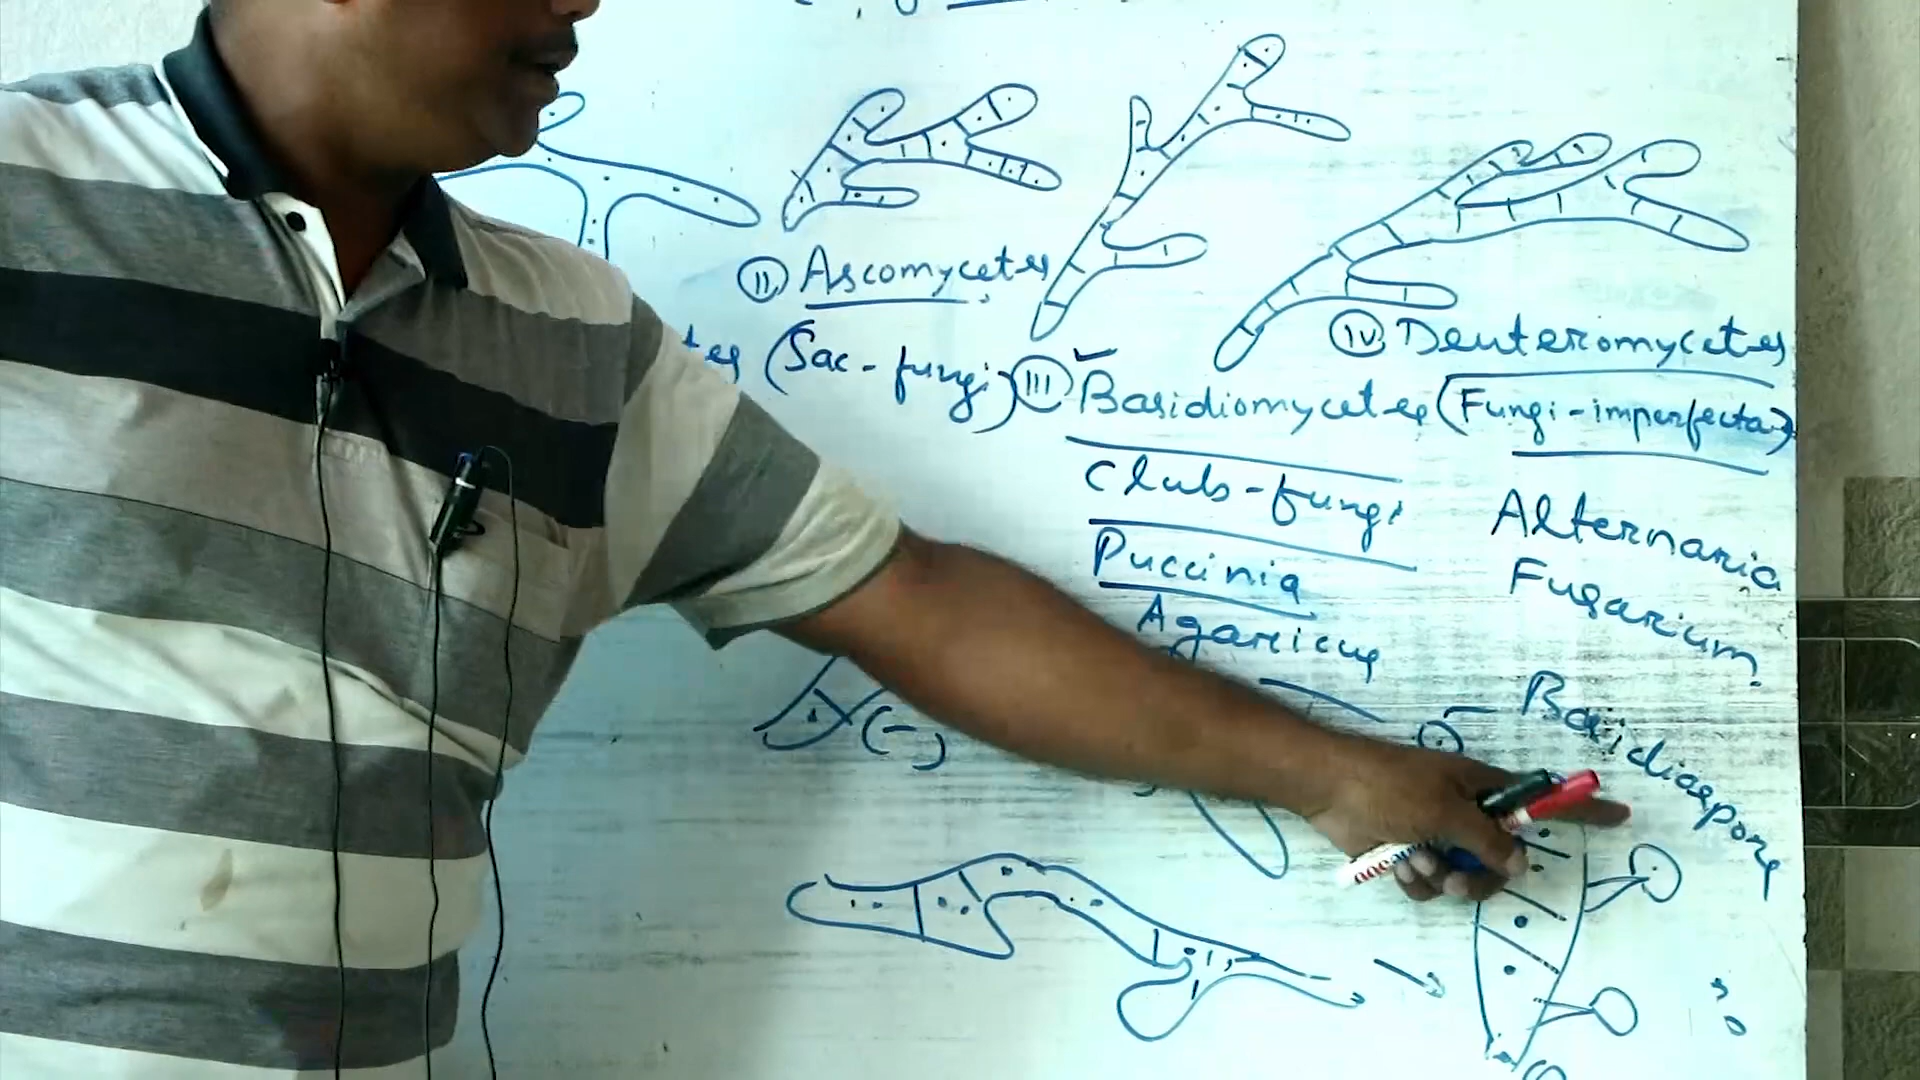 II Ascomycetes
(Sac-fungi)
III Basidiomycetes
Club-fungi
Puccinia
Agaricus
IV Deuteromycetes
(Fungi-imperfecta)
Alternaria
Fusarium
Basidiospore
(-)